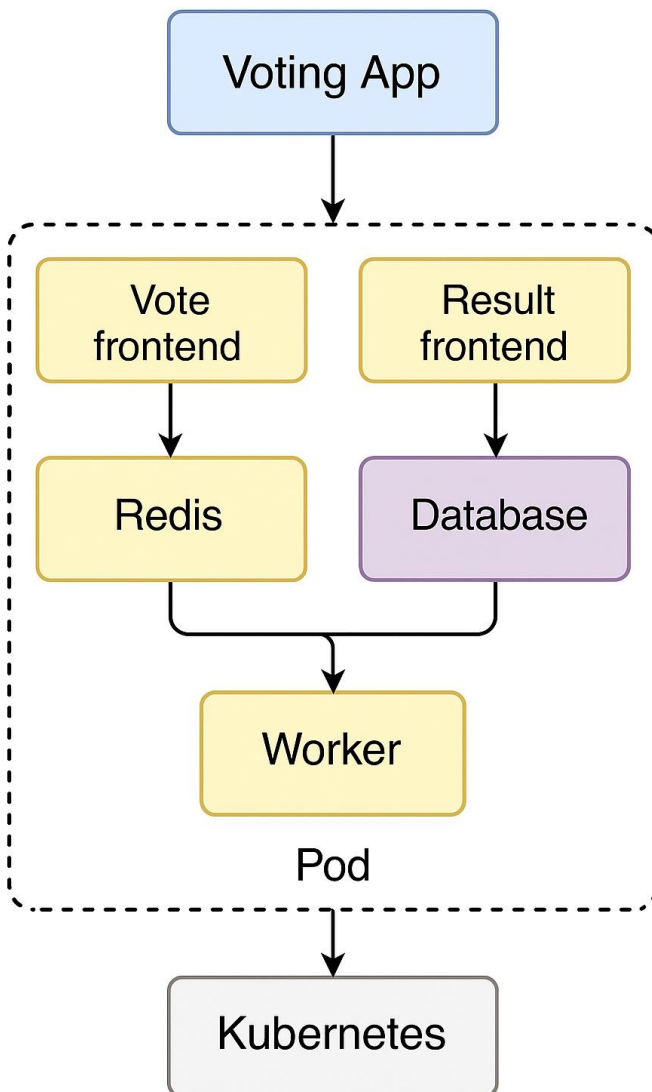 Voting App
Vote
frontend
Result
frontend
Redis
Database
Worker
Pod
Kubernetes